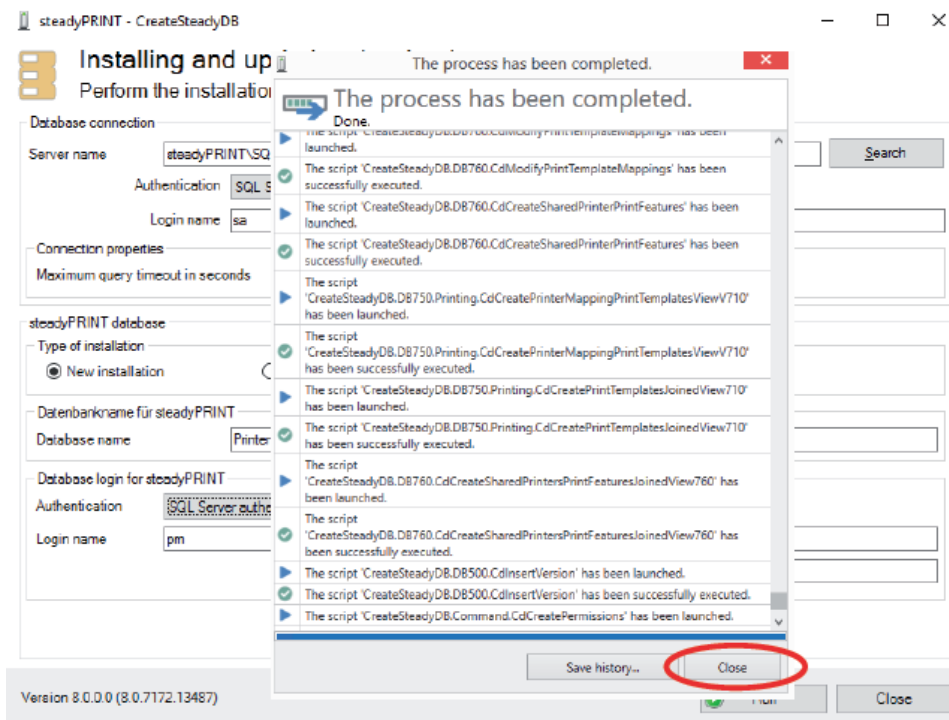 steadyPRINT - CreateSteadyDB
Installing and up
Perform the installation
Database connection
Server name
steadyPRINT\SQ
Search
Authentication
SQL S
Login name
sa
Connection properties
Maximum query timeout in seconds
steadyPRINT database
Type of installation
New installation
Datenbankname für steadyPRINT
Database name
Printer
Database login for steadyPRINT
Authentication
SQL Server authe
Login name
pm
Version 8.0.0.0 (8.0.7172.13487)
Run
Close
The process has been completed.
The process has been completed.
Done.
The script 'CreateSteadyDB.DB760.CdModifyPrintTemplateMappings' has been
launched.
The script 'CreateSteadyDB.DB760.CdModifyPrintTemplateMappings' has been
successfully executed.
The script 'CreateSteadyDB.DB760.CdCreateSharedPrinterPrintFeatures' has been
launched.
The script 'CreateSteadyDB.DB760.CdCreateSharedPrinterPrintFeatures' has been
successfully executed.
The script
'CreateSteadyDB.DB750.Printing.CdCreatePrinterMappingPrintTemplatesViewV710'
has been launched.
The script
'CreateSteadyDB.DB750.Printing.CdCreatePrinterMappingPrintTemplatesViewV710'
has been successfully executed.
The script 'CreateSteadyDB.DB750.Printing.CdCreatePrintTemplatesJoinedView710'
has been launched.
The script 'CreateSteadyDB.DB750.Printing.CdCreatePrintTemplatesJoinedView710'
has been successfully executed.
The script
'CreateSteadyDB.DB760.CdCreateSharedPrintersPrintFeaturesJoinedView760' has
been launched.
The script
'CreateSteadyDB.DB760.CdCreateSharedPrintersPrintFeaturesJoinedView760' has
been successfully executed.
The script 'CreateSteadyDB.DB500.CdInsertVersion' has been launched.
The script 'CreateSteadyDB.DB500.CdInsertVersion' has been successfully executed.
The script 'CreateSteadyDB.Command.CdCreatePermissions' has been launched.
Save history...
Close